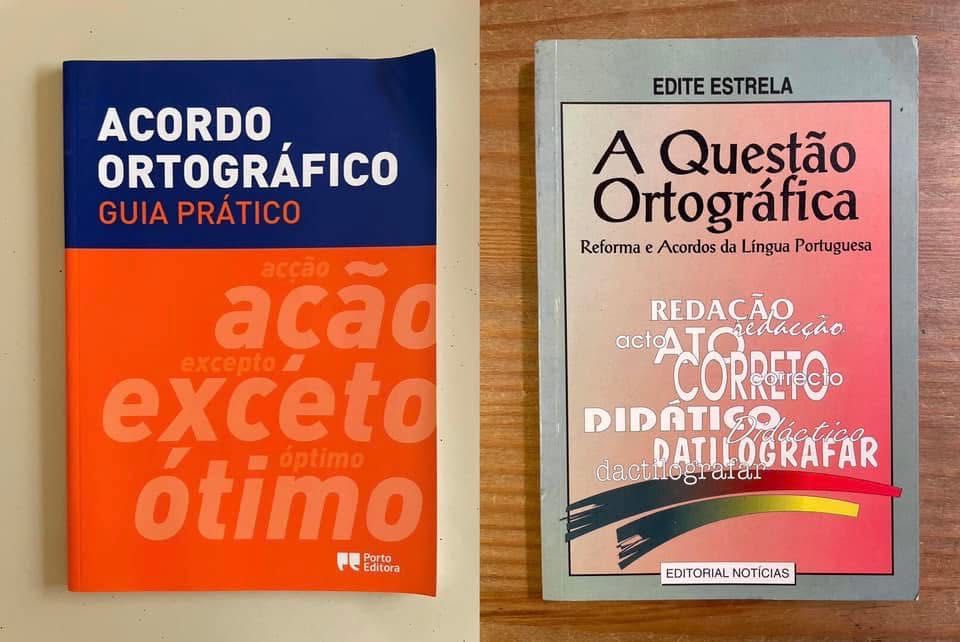 ACORDO
ORTOGRÁFICO
GUIA PRÁTICO
acção
ação
excepto
excéto
óptimo
ótimo
Porto
Editora
EDITE ESTRELA
A Questão
Ortográfica
Reforma e Acordos da Língua Portuguesa
REDAÇÃO
redacção
acto
ATO
CORRETO
correcto
DIDÁTICO
Didáctico
DATILOGRAFAR
dactilografar
EDITORIAL NOTÍCIAS